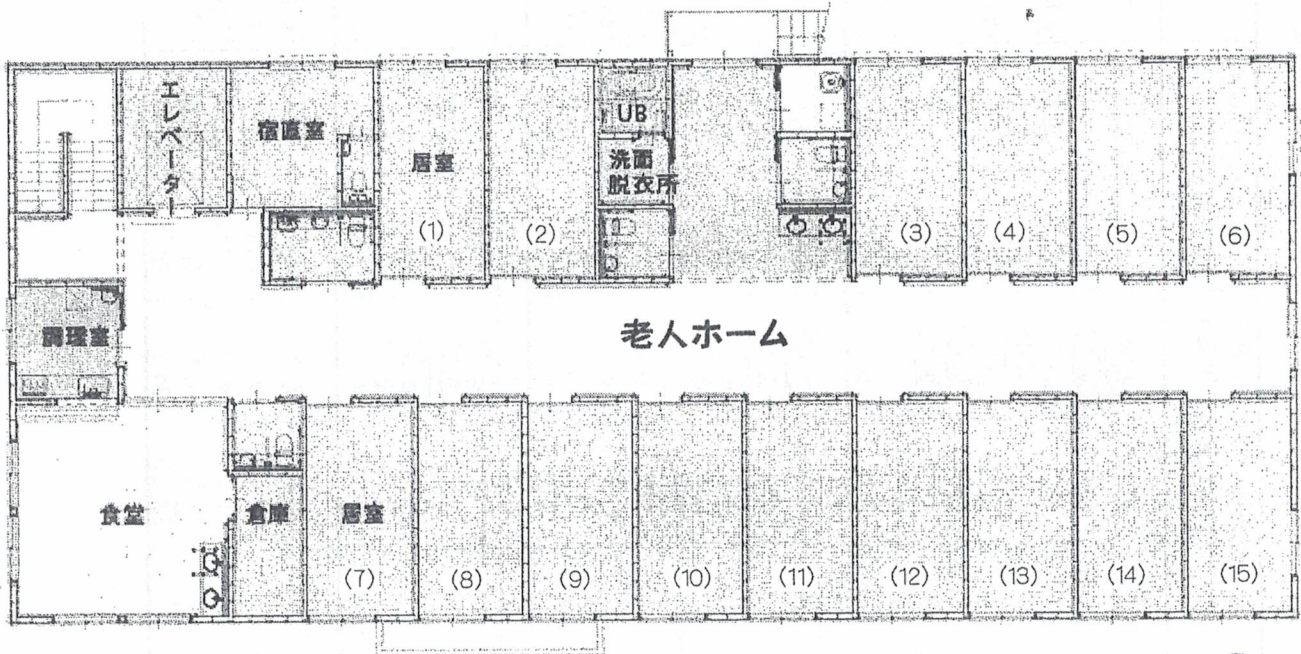 エレベーター
宿直室
居室
UB
洗面
脱衣所
(1)
(2)
(3)
(4)
(5)
(6)
調理室
老人ホーム
食堂
倉庫
居室
(7)
(8)
(9)
(10)
(11)
(12)
(13)
(14)
(15)